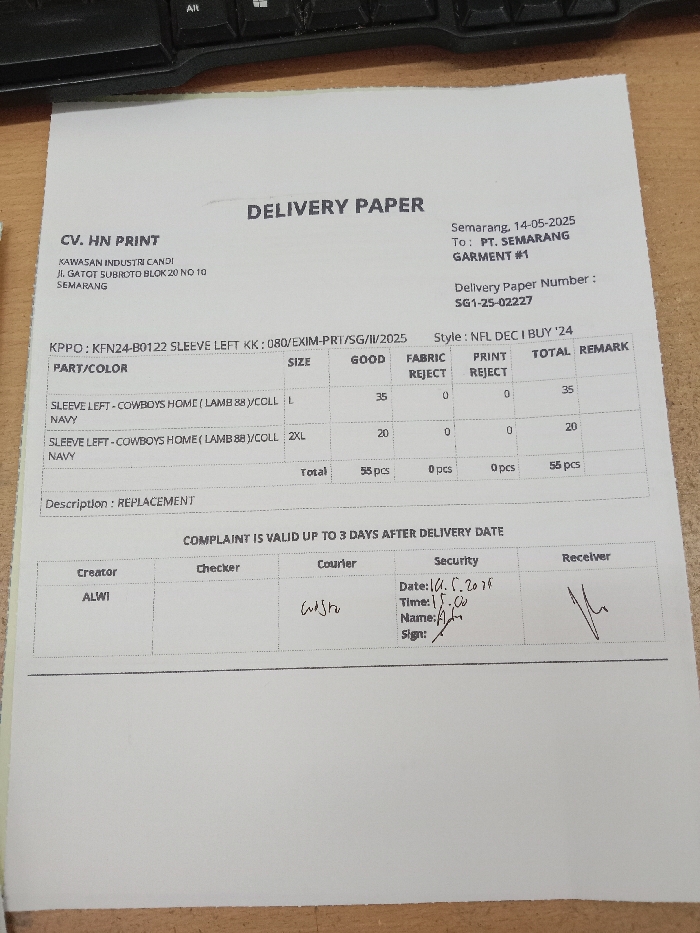 Alt
DELIVERY PAPER
CV. HN PRINT
KAWASAN INDUSTRI CANDI
Jl. GATOT SUBROTO BLOK 20 NO 10
SEMARANG
Semarang, 14-05-2025
To : PT. SEMARANG
GARMENT #1
Delivery Paper Number :
SG1-25-02227
KPPO : KFN24-B0122 SLEEVE LEFT KK : 080/EXIM-PRT/SG/II/2025 Style : NFL DEC I BUY '24
PART/COLOR SIZE GOOD FABRIC REJECT PRINT REJECT TOTAL REMARK
SLEEVE LEFT - COWBOYS HOME ( LAMB 88 )/COLL L 35 0 0 35
NAVY
SLEEVE LEFT - COWBOYS HOME ( LAMB 88 )/COLL 2XL 20 0 0 20
NAVY
Total 55 pcs 0 pcs 0 pcs 55 pcs
Description : REPLACEMENT
COMPLAINT IS VALID UP TO 3 DAYS AFTER DELIVERY DATE
Creator Checker Courier Security Receiver
ALWI
Date:
Time: 15.00
Name:
Sign: